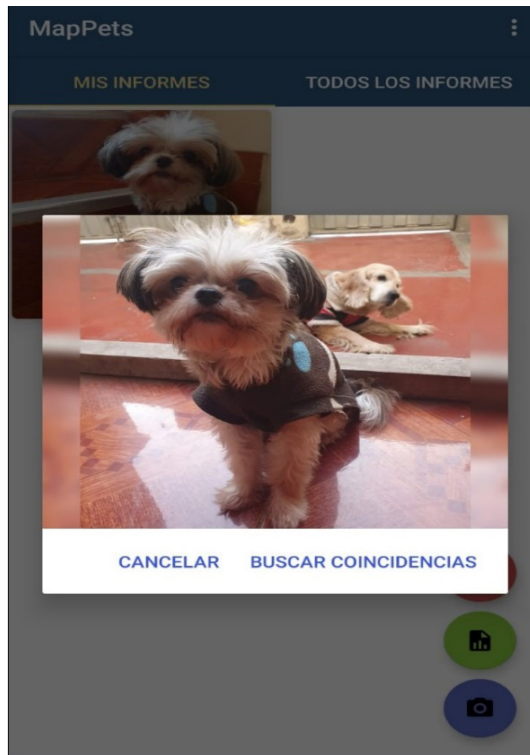 MapPets
MIS INFORMES TODOS LOS INFORMES
CANCELAR BUSCAR COINCIDENCIAS